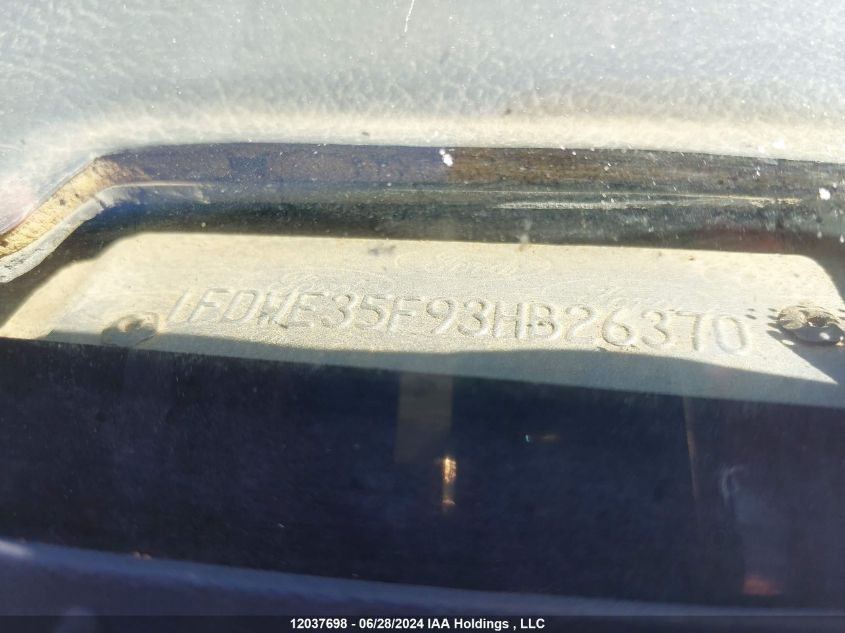 1FDWE35F93HB26370
12037698 - 06/28/2024 IAA Holdings , LLC